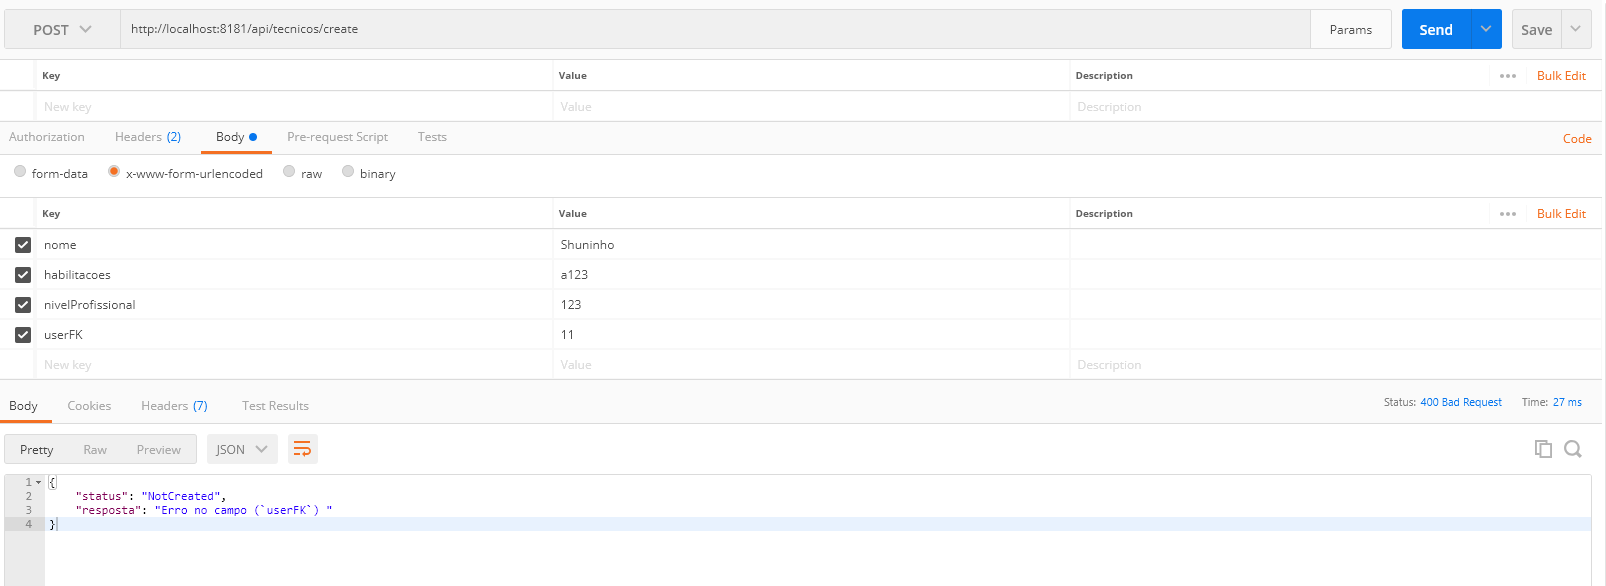 POST http://localhost:8181/api/tecnicos/create Params Send Save
Key Value Description ••• Bulk Edit
New key Value Description
Authorization Headers (2) Body Pre-request Script Tests Code
form-data x-www-form-urlencoded raw binary
Key Value Description ••• Bulk Edit
nome Shuninho
habilitacoes a123
nivelProfissional 123
userFK 11
New key Value Description
Body Cookies Headers (7) Test Results Status: 400 Bad Request Time: 27 ms
Pretty Raw Preview JSON
1 {
2 "status": "NotCreated",
3 "resposta": "Erro no campo (`userFK`) "
4 }